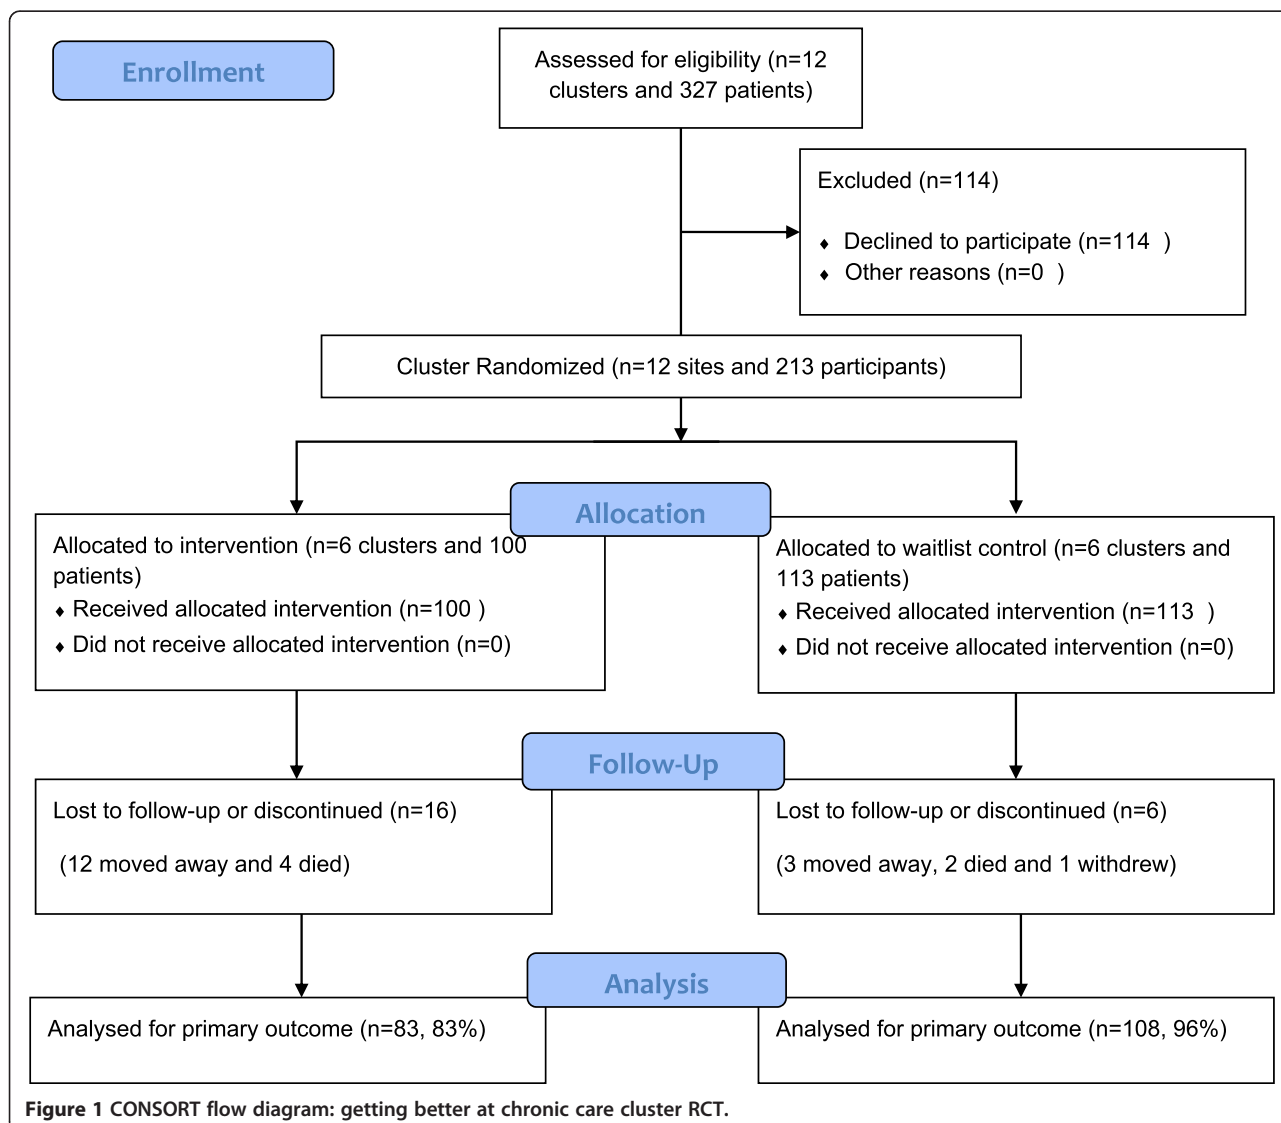 Enrollment
Assessed for eligibility (n=12
clusters and 327 patients)
Excluded (n=114)
♦ Declined to participate (n=114 )
♦ Other reasons (n=0 )
Cluster Randomized (n=12 sites and 213 participants)
Allocation
Allocated to intervention (n=6 clusters and 100
patients)
♦ Received allocated intervention (n=100 )
♦ Did not receive allocated intervention (n=0)
Allocated to waitlist control (n=6 clusters and
113 patients)
♦ Received allocated intervention (n=113 )
♦ Did not receive allocated intervention (n=0)
Follow-Up
Lost to follow-up or discontinued (n=16)
(12 moved away and 4 died)
Lost to follow-up or discontinued (n=6)
(3 moved away, 2 died and 1 withdrew)
Analysis
Analysed for primary outcome (n=83, 83%)
Analysed for primary outcome (n=108, 96%)
Figure 1 CONSORT flow diagram: getting better at chronic care cluster RCT.